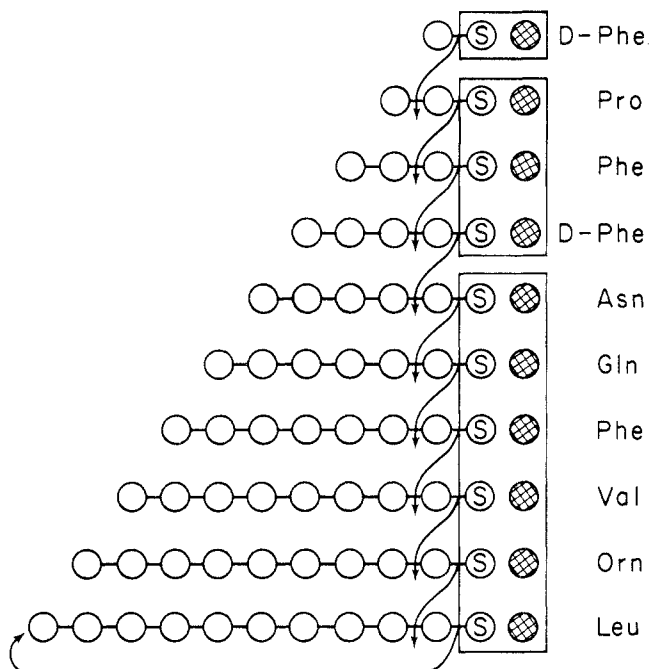 S D-Phe
S Pro
S Phe
S D-Phe
S Asn
S Gln
S Phe
S Val
S Orn
S Leu